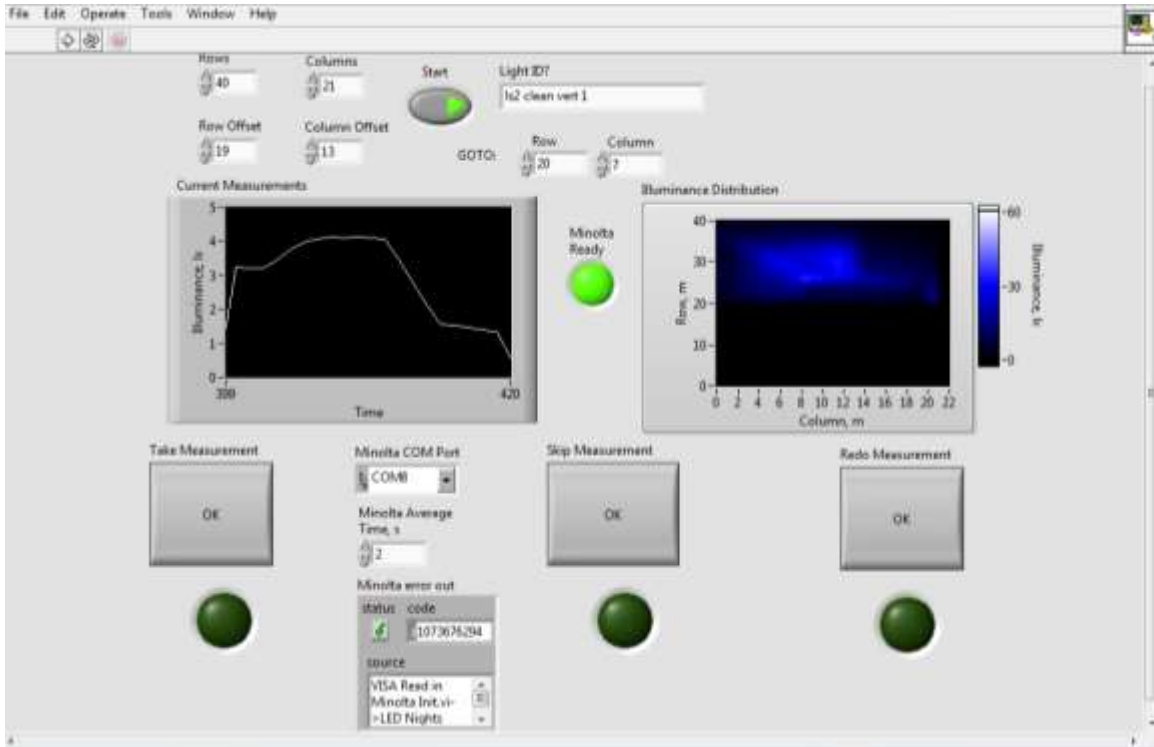 File Edit Operate Tools Window Help
Rows
40
Columns
21
Start
Light ID?
ls2 clean vert 1
Row Offset
19
Column Offset
13
GOTO:
Row
20
Column
7
Current Measurements
5
4
3
2
1
0
Illuminance, lx
398
420
Time
Minolta
Ready
Illuminance Distribution
40
30
20
10
0
Row, m
0 2 4 6 8 10 12 14 16 18 20 22
Column, m
60
30
0
Illuminance, lx
Take Measurement
OK
Minolta COM Port
COM8
Minolta Average
Time, s
2
Minolta error out
status code
1073676294
source
VISA Read in
Minolta Init.vi-
>LED Nights
Skip Measurement
OK
Redo Measurement
OK